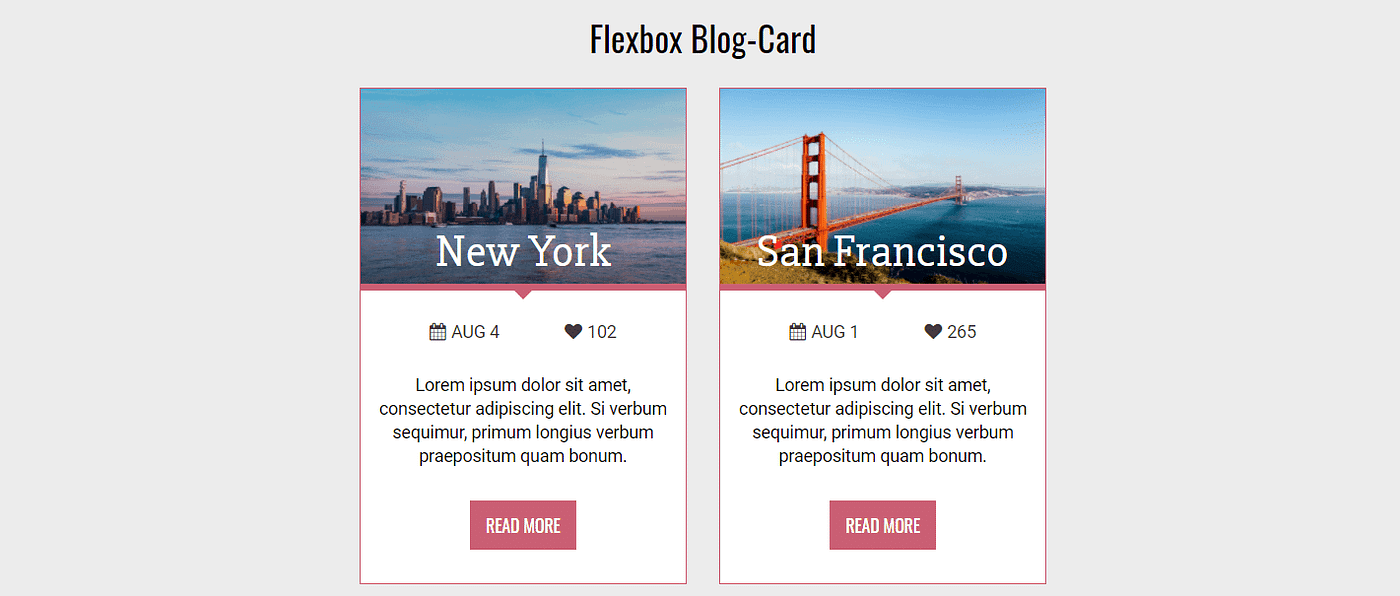 Flexbox Blog-Card
New York
AUG 4 102
Lorem ipsum dolor sit amet,
consectetur adipiscing elit. Si verbum
sequimur, primum longius verbum
praepositum quam bonum.
READ MORE
San Francisco
AUG 1 265
Lorem ipsum dolor sit amet,
consectetur adipiscing elit. Si verbum
sequimur, primum longius verbum
praepositum quam bonum.
READ MORE